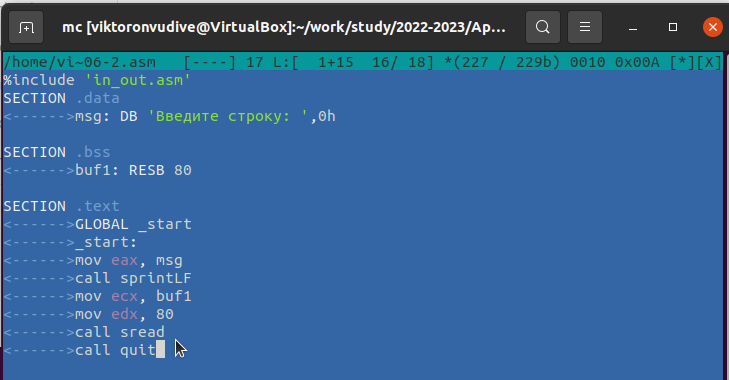 mc [viktoronvudive@VirtualBox]:~/work/study/2022-2023/Ap...
/home/vi~06-2.asm   [----] 17 L:[  1+15  16/ 18] *(227 / 229b) 0010 0x00A [*][X]
%include 'in_out.asm'
SECTION .data
<------>msg: DB 'Введите строку: ',0h
SECTION .bss
<------>buf1: RESB 80
SECTION .text
<------>GLOBAL _start
<------>_start:
<------>mov eax, msg
<------>call sprintLF
<------>mov ecx, buf1
<------>mov edx, 80
<------>call sread
<------>call quit